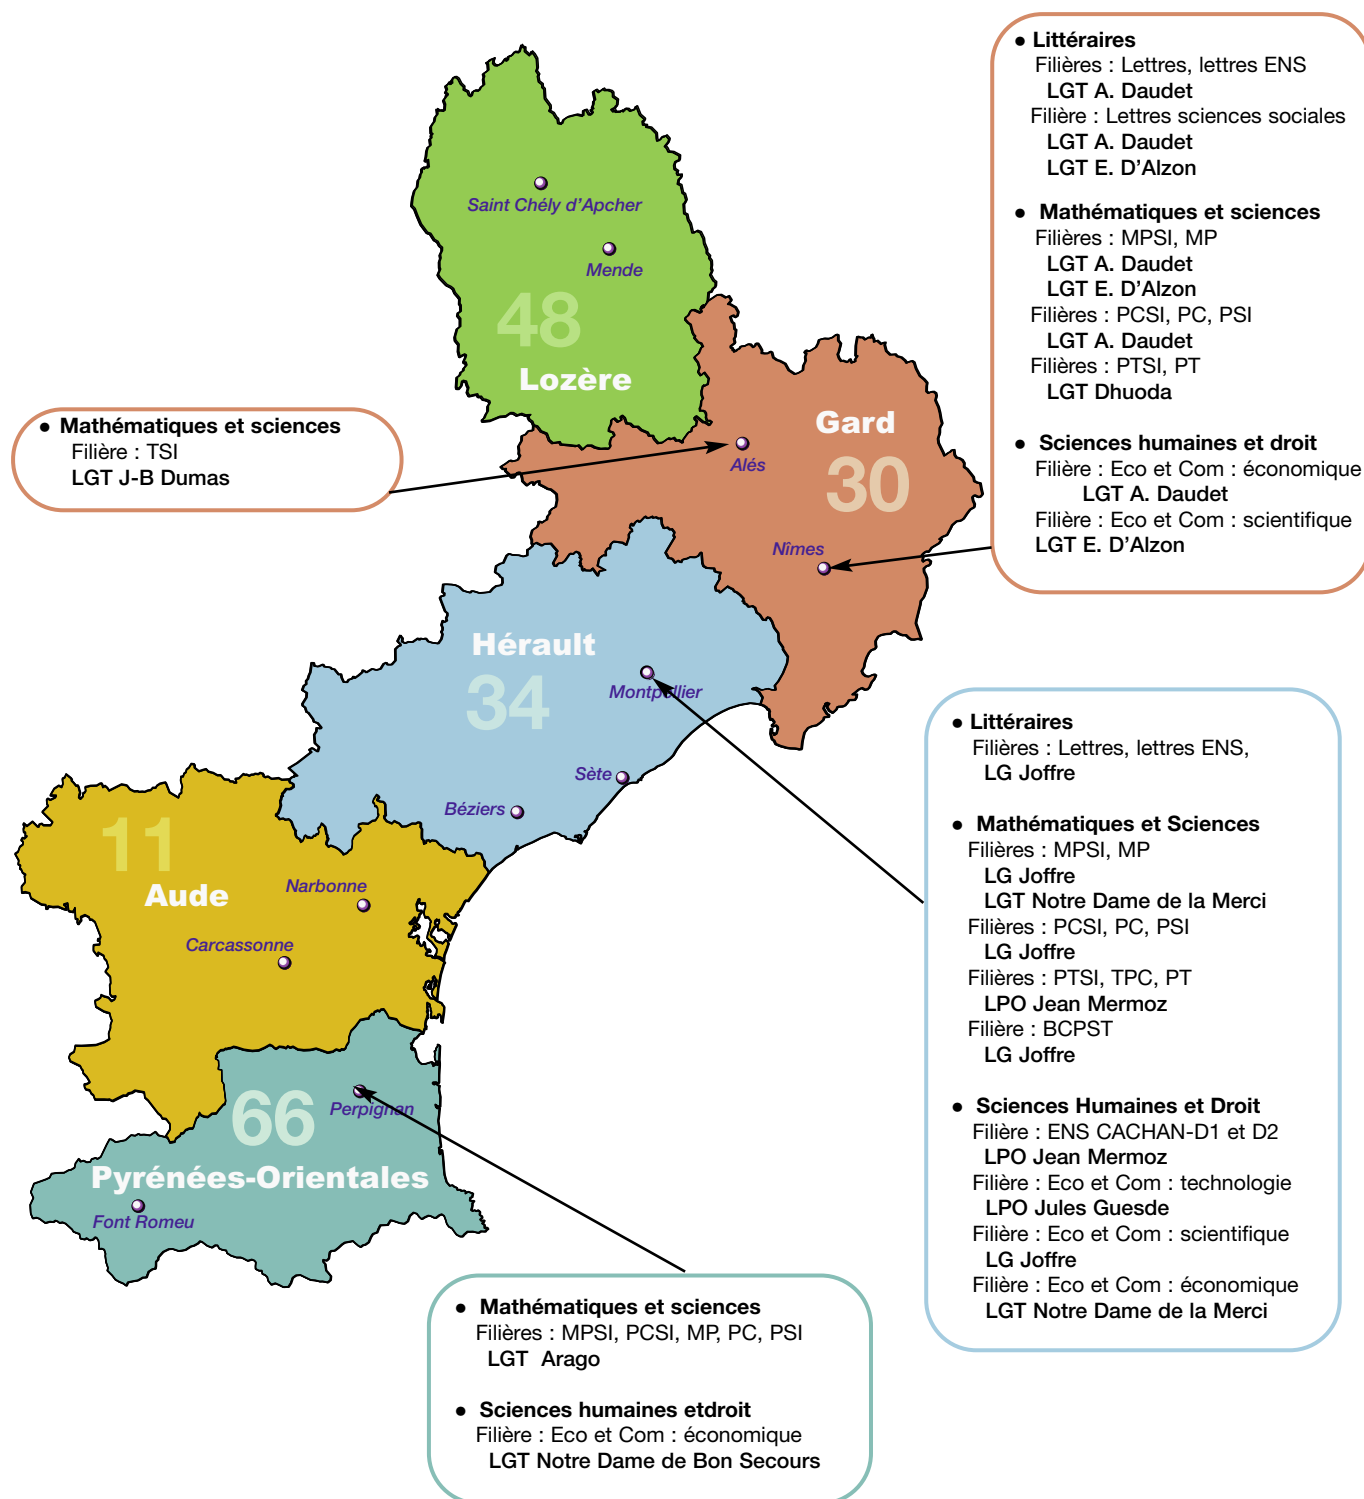 ● Littéraires
Filières : Lettres, lettres ENS
LGT A. Daudet
Filière : Lettres sciences sociales
LGT A. Daudet
LGT E. D'Alzon
● Mathématiques et sciences
Filières : MPSI, MP
LGT A. Daudet
LGT E. D'Alzon
Filières : PCSI, PC, PSI
LGT A. Daudet
Filières : PTSI, PT
LGT Dhuoda
● Sciences humaines et droit
Filière : Eco et Com : économique
LGT A. Daudet
Filière : Eco et Com : scientifique
LGT E. D'Alzon
Saint Chély d'Apcher
Mende
48
Lozère
● Mathématiques et sciences
Filière : TSI
LGT J-B Dumas
Gard
Alés
30
Nîmes
Hérault
34
Montpellier
Sète
Béziers
● Littéraires
Filières : Lettres, lettres ENS,
LG Joffre
● Mathématiques et Sciences
Filières : MPSI, MP
LG Joffre
LGT Notre Dame de la Merci
Filières : PCSI, PC, PSI
LG Joffre
Filières : PTSI, TPC, PT
LPO Jean Mermoz
Filière : BCPST
LG Joffre
● Sciences Humaines et Droit
Filière : ENS CACHAN-D1 et D2
LPO Jean Mermoz
Filière : Eco et Com : technologie
LPO Jules Guesde
Filière : Eco et Com : scientifique
LG Joffre
Filière : Eco et Com : économique
LGT Notre Dame de la Merci
11
Aude
Narbonne
Carcassonne
66
Perpignan
Pyrénées-Orientales
Font Romeu
● Mathématiques et sciences
Filières : MPSI, PCSI, MP, PC, PSI
LGT Arago
● Sciences humaines etdroit
Filière : Eco et Com : économique
LGT Notre Dame de Bon Secours